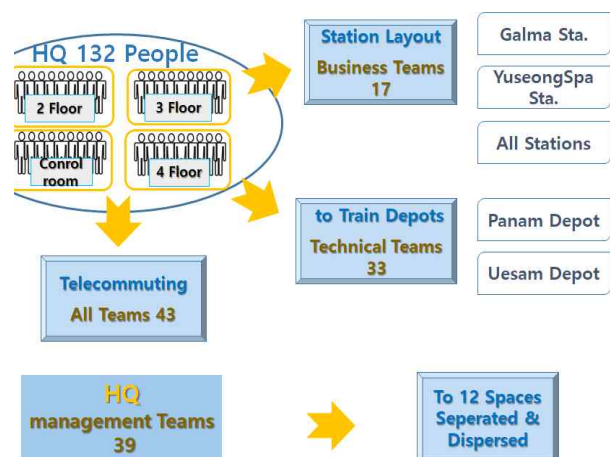 HQ 132 People
2 Floor
3 Floor
Conrol
room
4 Floor
Station Layout
Business Teams
17
Galma Sta.
YuseongSpa
Sta.
All Stations
to Train Depots
Technical Teams
33
Panam Depot
Uesam Depot
Telecommuting
All Teams 43
HQ
management Teams
39
To 12 Spaces
Seperated &
Dispersed